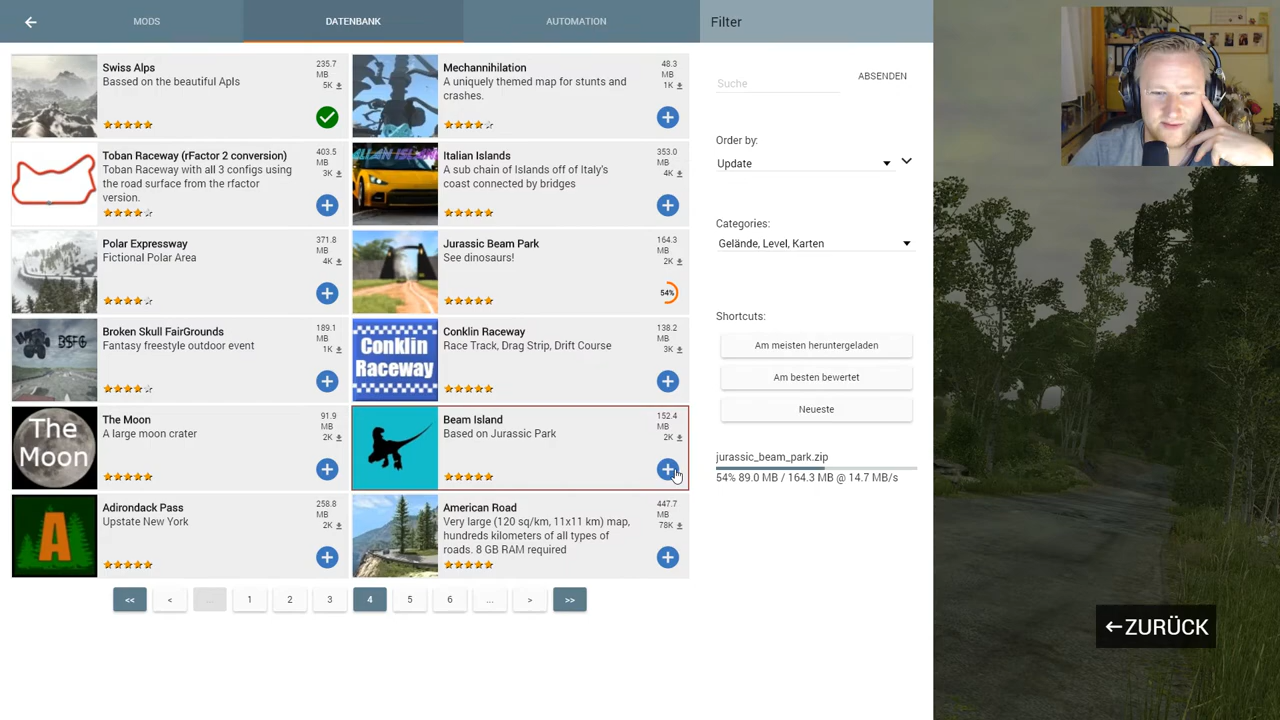 MODS
DATENBANK
AUTOMATION
Filter
Swiss Alps
Bassed on the beautiful Apls
235.7
MB
5K
Mechannihilation
A uniquely themed map for stunts and
crashes.
48.3
MB
1K
Toban Raceway (rFactor 2 conversion)
Toban Raceway with all 3 configs using
the road surface from the rfactor
version.
403.5
MB
3K
Italian Islands
A sub chain of Islands off of Italy's
coast connected by bridges
353.0
MB
4K
Polar Expressway
Fictional Polar Area
371.8
MB
4K
Jurassic Beam Park
See dinosaurs!
164.3
MB
2K
54%
BSFG
Broken Skull FairGrounds
Fantasy freestyle outdoor event
189.1
MB
1K
Conklin
Raceway
Conklin Raceway
Race Track, Drag Strip, Drift Course
138.2
MB
3K
The
Moon
The Moon
A large moon crater
91.9
MB
2K
Beam Island
Based on Jurassic Park
152.4
MB
2K
A
Adirondack Pass
Upstate New York
258.8
MB
2K
American Road
Very large (120 sq/km, 11x11 km) map,
hundreds kilometers of all types of
roads. 8 GB RAM required
447.7
MB
78K
<< < ... 1 2 3 4 5 6 ... > >>
Suche
ABSENDEN
Order by:
Update
Categories:
Gelände, Level, Karten
Shortcuts:
Am meisten heruntergeladen
Am besten bewertet
Neueste
jurassic_beam_park.zip
54% 89.0 MB / 164.3 MB @ 14.7 MB/s
←ZURÜCK